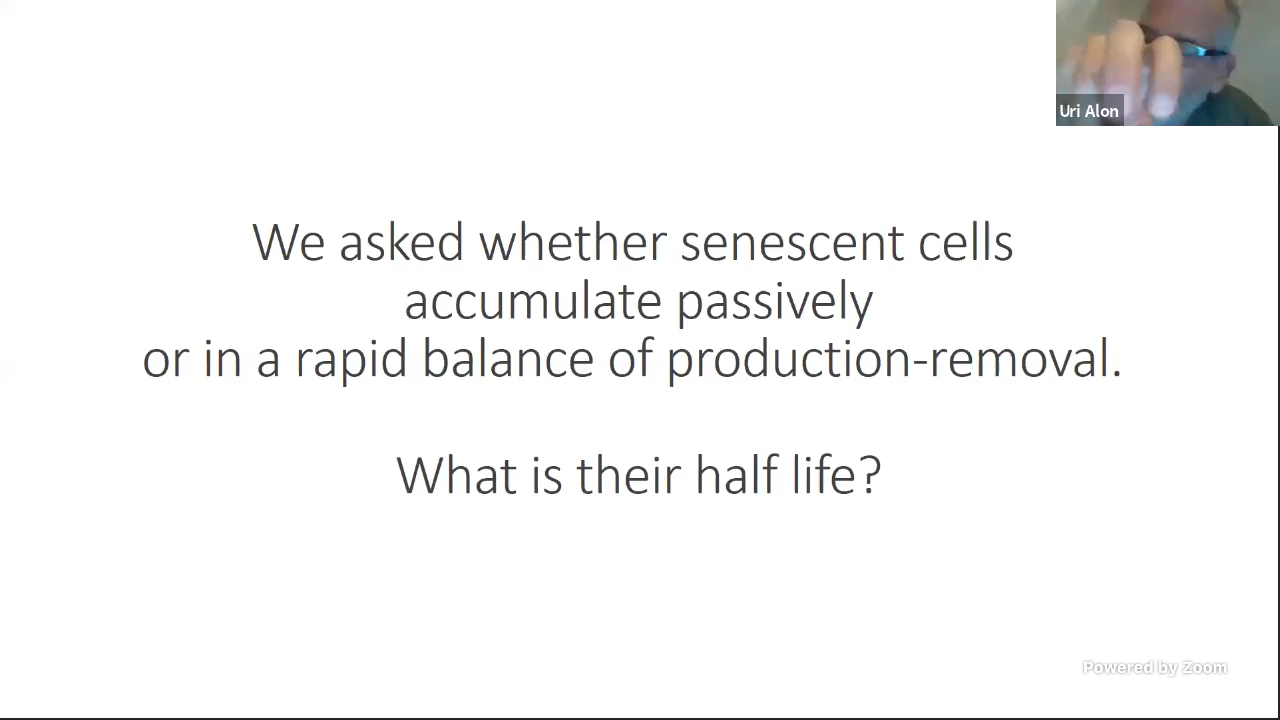 Uri Alon
We asked whether senescent cells
accumulate passively
or in a rapid balance of production-removal.
What is their half life?
Powered by Zoom